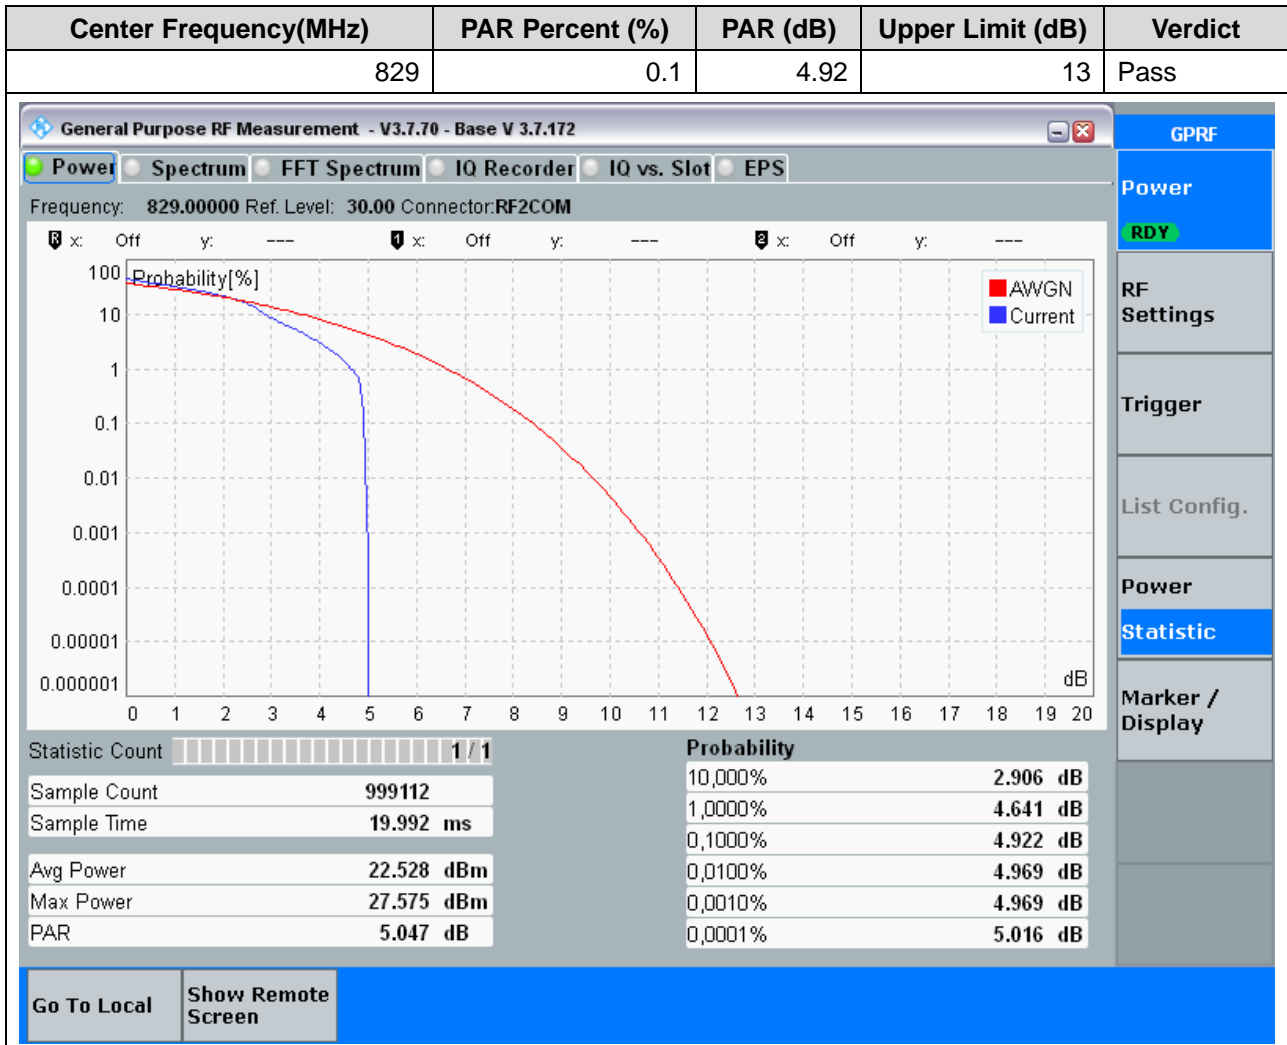 Center Frequency(MHz) PAR Percent (%) PAR (dB) Upper Limit (dB) Verdict
829 0.1 4.92 13 Pass
General Purpose RF Measurement - V3.7.70 - Base V 3.7.172
GPRF
Power Spectrum FFT Spectrum IQ Recorder IQ vs. Slot EPS
Frequency: 829.00000 Ref. Level: 30.00 Connector:RF2COM
R x: Off y: --- 1 x: Off y: --- 2 x: Off y: ---
Probability[%]
AWGN
Current
100
10
1
0.1
0.01
0.001
0.0001
0.00001
0.000001
dB
0 1 2 3 4 5 6 7 8 9 10 11 12 13 14 15 16 17 18 19 20
Statistic Count 1 / 1
Sample Count 999112
Sample Time 19.992 ms
Avg Power 22.528 dBm
Max Power 27.575 dBm
PAR 5.047 dB
Probability
10,000% 2.906 dB
1,0000% 4.641 dB
0,1000% 4.922 dB
0,0100% 4.969 dB
0,0010% 4.969 dB
0,0001% 5.016 dB
Power
RDY
RF
Settings
Trigger
List Config.
Power
Statistic
Marker /
Display
Go To Local
Show Remote
Screen